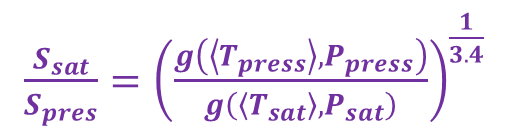 S_sat / S_pres = ( g(⟨T_press⟩,P_press) / g(⟨T_sat⟩,P_sat) )^(1/3.4)